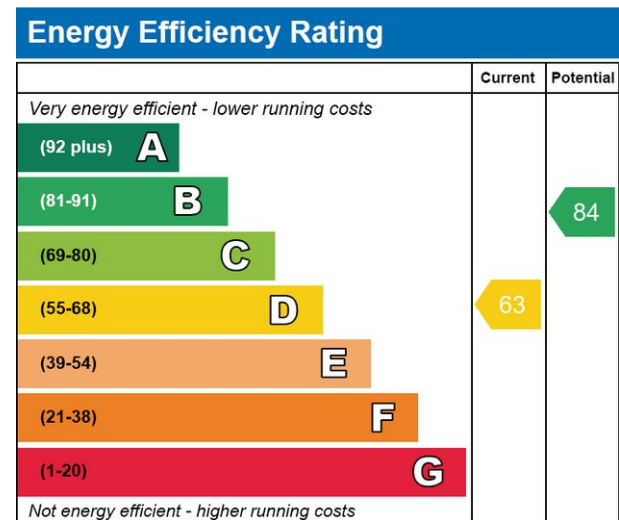 Energy Efficiency Rating
Current Potential
Very energy efficient - lower running costs
(92 plus) A
(81-91) B
84
(69-80) C
(55-68) D
63
(39-54) E
(21-38) F
(1-20) G
Not energy efficient - higher running costs